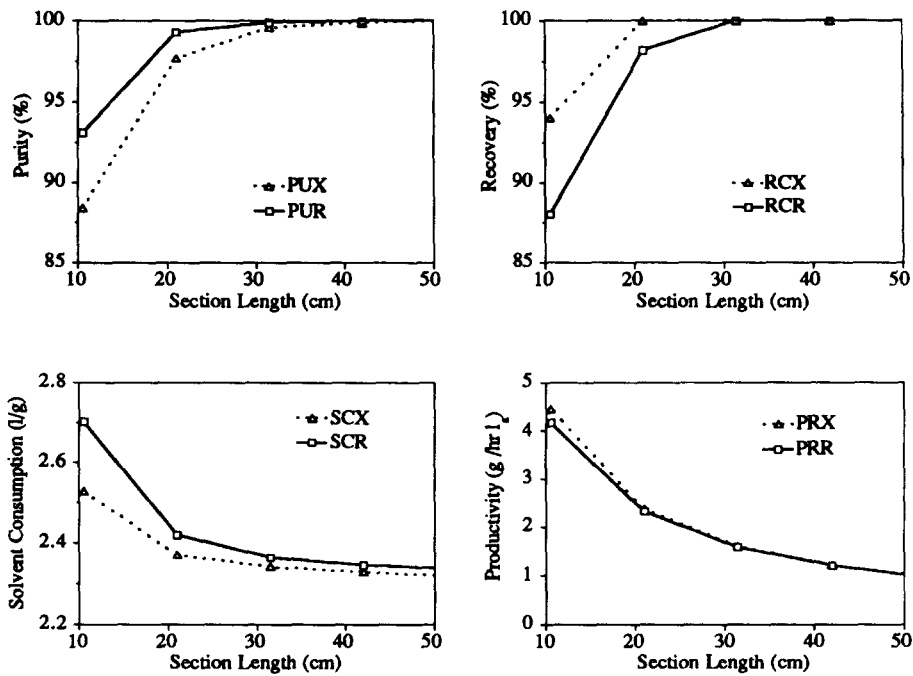 100
95
90
85
Purity (%)
PUX
PUR
10 20 30 40 50
Section Length (cm)
100
95
90
85
Recovery (%)
RCX
RCR
10 20 30 40 50
Section Length (cm)
2.8
2.6
2.4
2.2
Solvent Consumption (l/g)
SCX
SCR
10 20 30 40 50
Section Length (cm)
5
4
3
2
1
0
Productivity (g /hr l_s)
PRX
PRR
10 20 30 40 50
Section Length (cm)